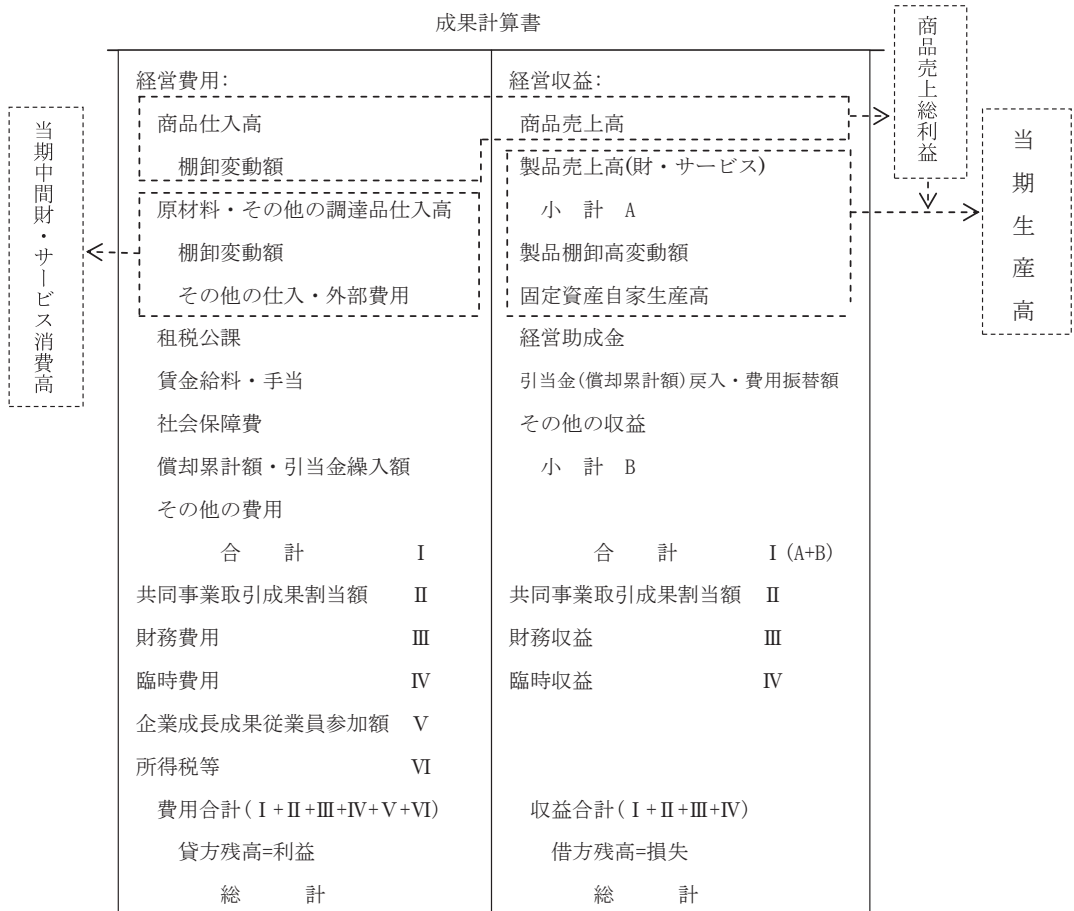 成果計算書
経営費用:
商品仕入高
棚卸変動額
原材料・その他の調達品仕入高
棚卸変動額
その他の仕入・外部費用
租税公課
賃金給料・手当
社会保障費
償却累計額・引当金繰入額
その他の費用
合 計 Ⅰ
共同事業取引成果割当額 Ⅱ
財務費用 Ⅲ
臨時費用 Ⅳ
企業成長成果従業員参加額 Ⅴ
所得税等 Ⅵ
費用合計(Ⅰ+Ⅱ+Ⅲ+Ⅳ+Ⅴ+Ⅵ)
貸方残高=利益
総 計
経営収益:
商品売上高
製品売上高(財・サービス)
小 計 A
製品棚卸高変動額
固定資産自家生産高
経営助成金
引当金(償却累計額)戻入・費用振替額
その他の収益
小 計 B
合 計 Ⅰ(A+B)
共同事業取引成果割当額 Ⅱ
財務収益 Ⅲ
臨時収益 Ⅳ
収益合計(Ⅰ+Ⅱ+Ⅲ+Ⅳ)
借方残高=損失
総 計
当期中間財・サービス消費高
商品売上総利益
当期生産高